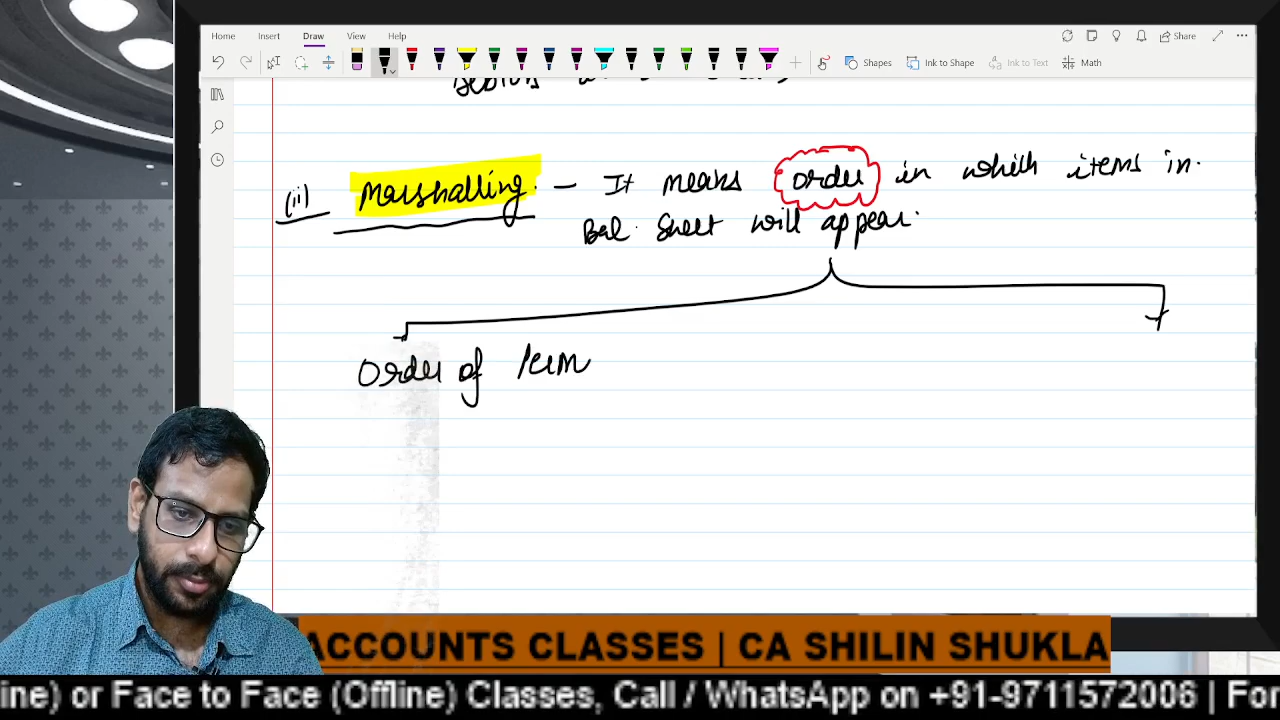 Home Insert Draw View Help
Share
Shapes Ink to Shape Ink to Text Math
(ii) Marshalling. – It means order in which items in.
Bal. Sheet will appear.
Order of
ACCOUNTS CLASSES | CA SHILIN SHUKLA
ine) or Face to Face (Offline) Classes, Call / WhatsApp on +91-9711572006 | For